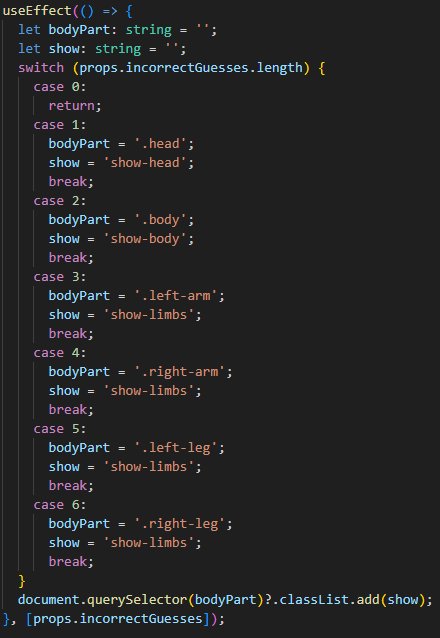 useEffect(() => {
  let bodyPart: string = '';
  let show: string = '';
  switch (props.incorrectGuesses.length) {
    case 0:
      return;
    case 1:
      bodyPart = '.head';
      show = 'show-head';
      break;
    case 2:
      bodyPart = '.body';
      show = 'show-body';
      break;
    case 3:
      bodyPart = '.left-arm';
      show = 'show-limbs';
      break;
    case 4:
      bodyPart = '.right-arm';
      show = 'show-limbs';
      break;
    case 5:
      bodyPart = '.left-leg';
      show = 'show-limbs';
      break;
    case 6:
      bodyPart = '.right-leg';
      show = 'show-limbs';
      break;
  }
  document.querySelector(bodyPart)?.classList.add(show);
}, [props.incorrectGuesses]);